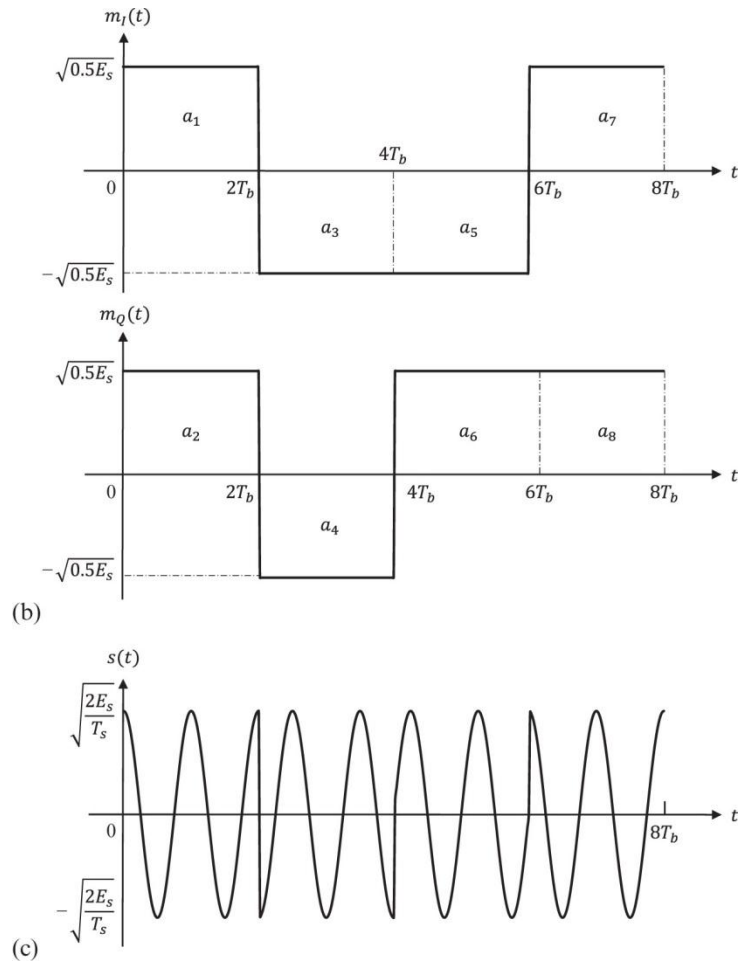 m_I(t)
√0.5E_s
a_1
a_7
4T_b
0 2T_b 6T_b 8T_b t
a_3 a_5
−√0.5E_s
m_Q(t)
√0.5E_s
a_2 a_6 a_8
0 2T_b 4T_b 6T_b 8T_b t
a_4
−√0.5E_s
(b)
s(t)
√(2E_s/T_s)
0 8T_b t
−√(2E_s/T_s)
(c)